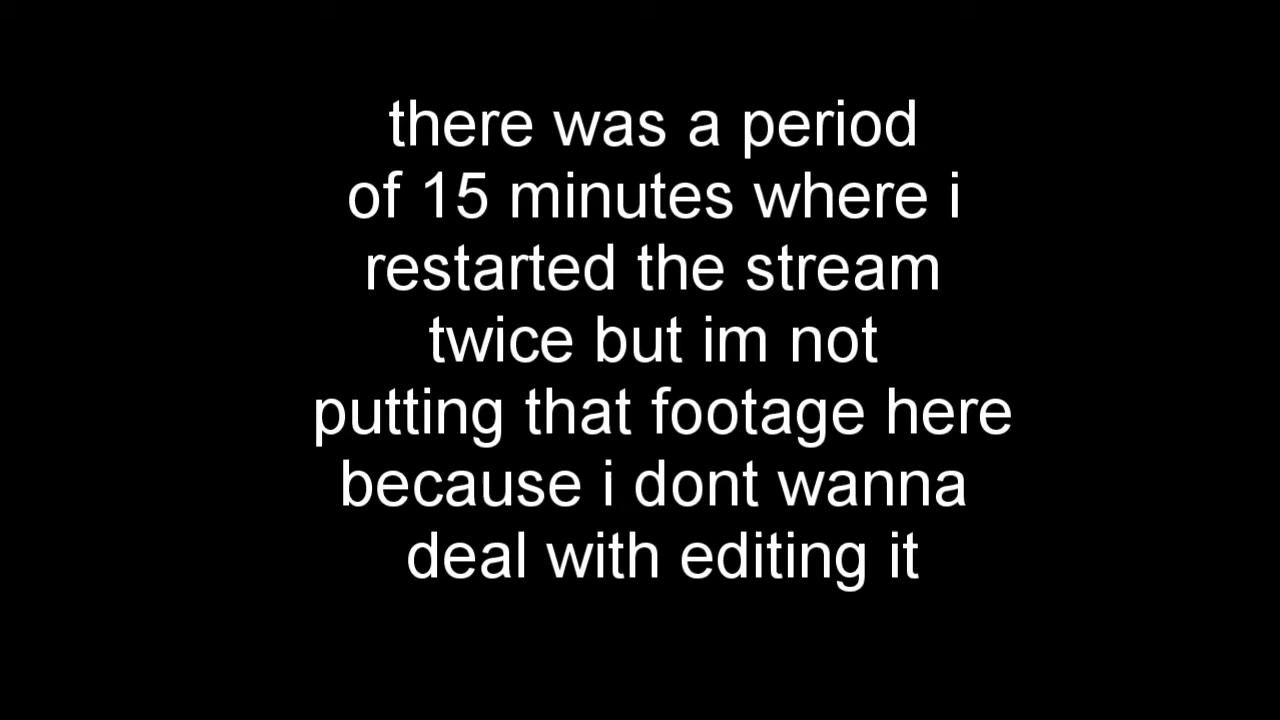 there was a period
of 15 minutes where i
restarted the stream
twice but im not
putting that footage here
because i dont wanna
deal with editing it